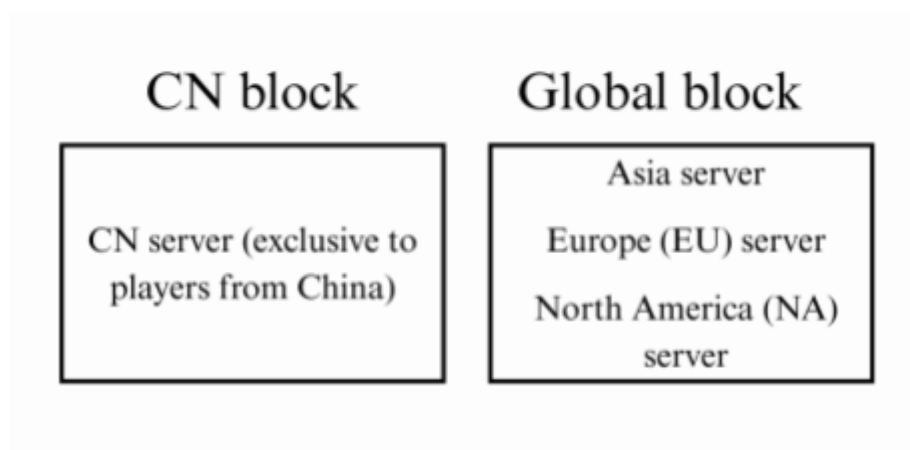 CN block
CN server (exclusive to
players from China)
Global block
Asia server
Europe (EU) server
North America (NA)
server